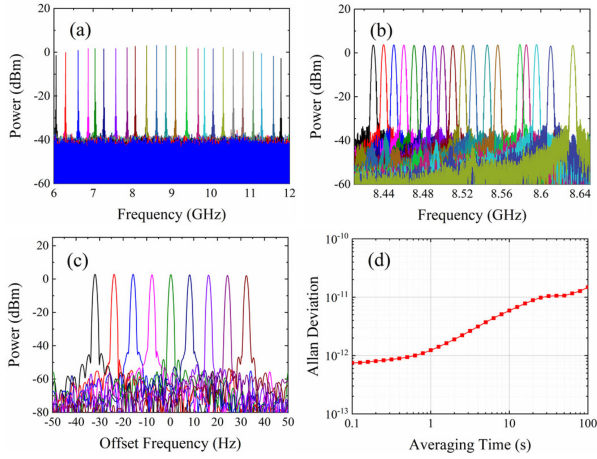 (a)
Power (dBm)
20
0
-20
-40
-60
6 7 8 9 10 11 12
Frequency (GHz)
(b)
Power (dBm)
20
0
-20
-40
-60
8.44 8.48 8.52 8.56 8.6 8.64
Frequency (GHz)
(c)
Power (dBm)
20
0
-20
-40
-60
-80
-50 -40 -30 -20 -10 0 10 20 30 40 50
Offset Frequency (Hz)
(d)
Allan Deviation
10-10
10-11
10-12
10-13
0.1 1 10 100
Averaging Time (s)